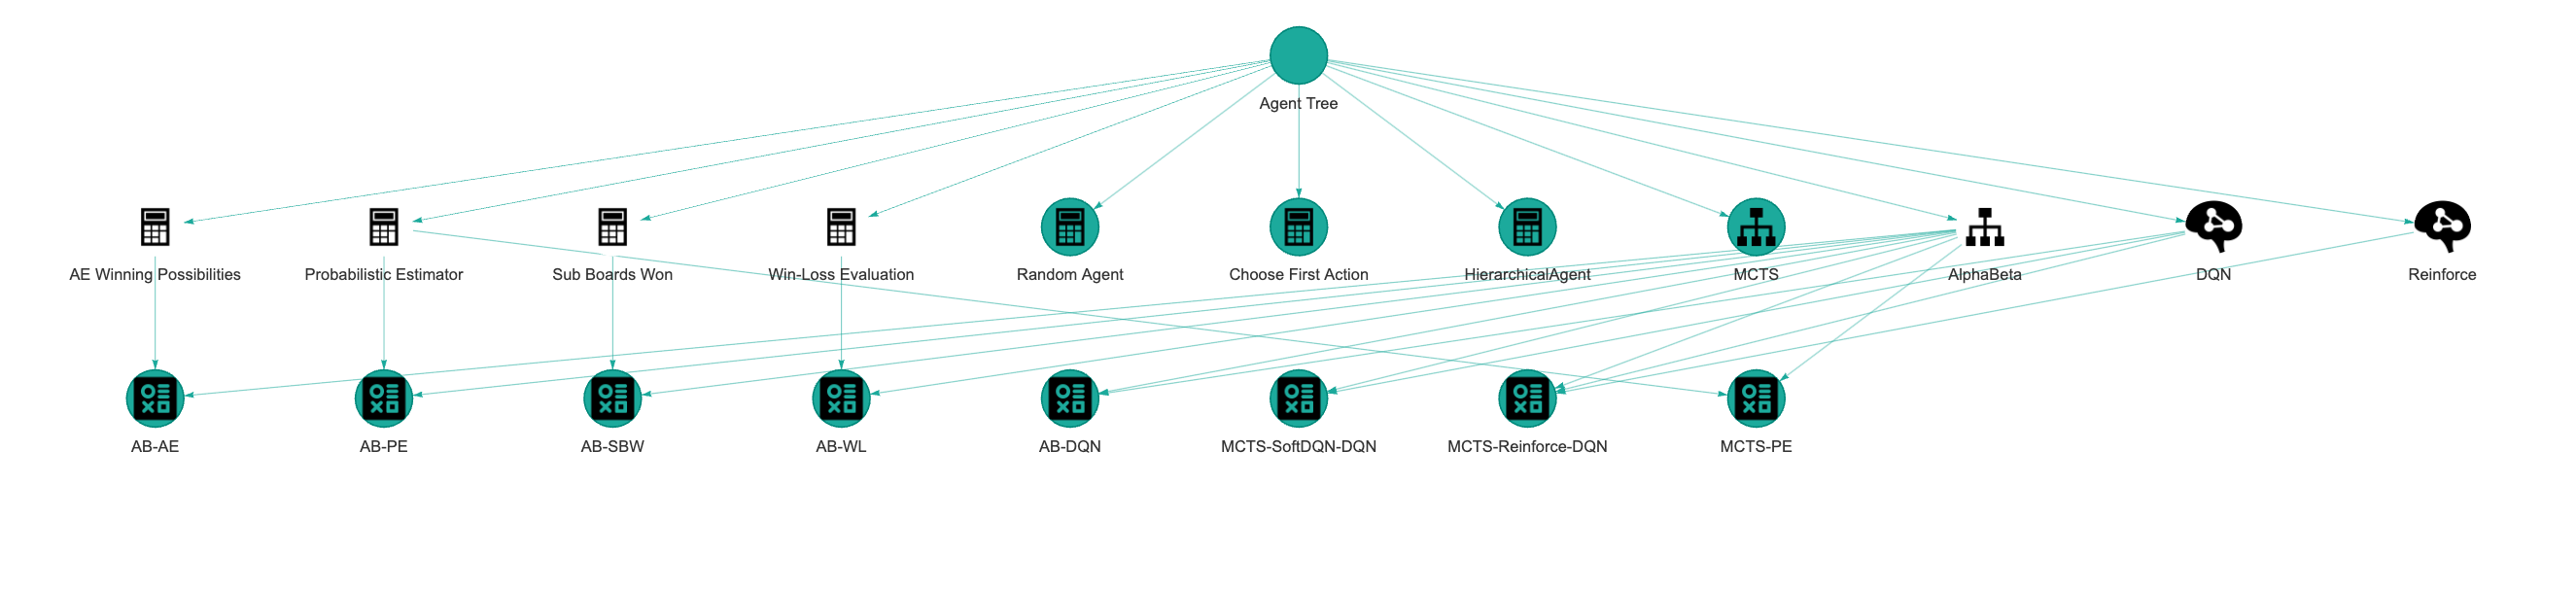 Agent Tree
AE Winning Possibilities
Probabilistic Estimator
Sub Boards Won
Win-Loss Evaluation
Random Agent
Choose First Action
HierarchicalAgent
MCTS
AlphaBeta
DQN
Reinforce
AB-AE
AB-PE
AB-SBW
AB-WL
AB-DQN
MCTS-SoftDQN-DQN
MCTS-Reinforce-DQN
MCTS-PE